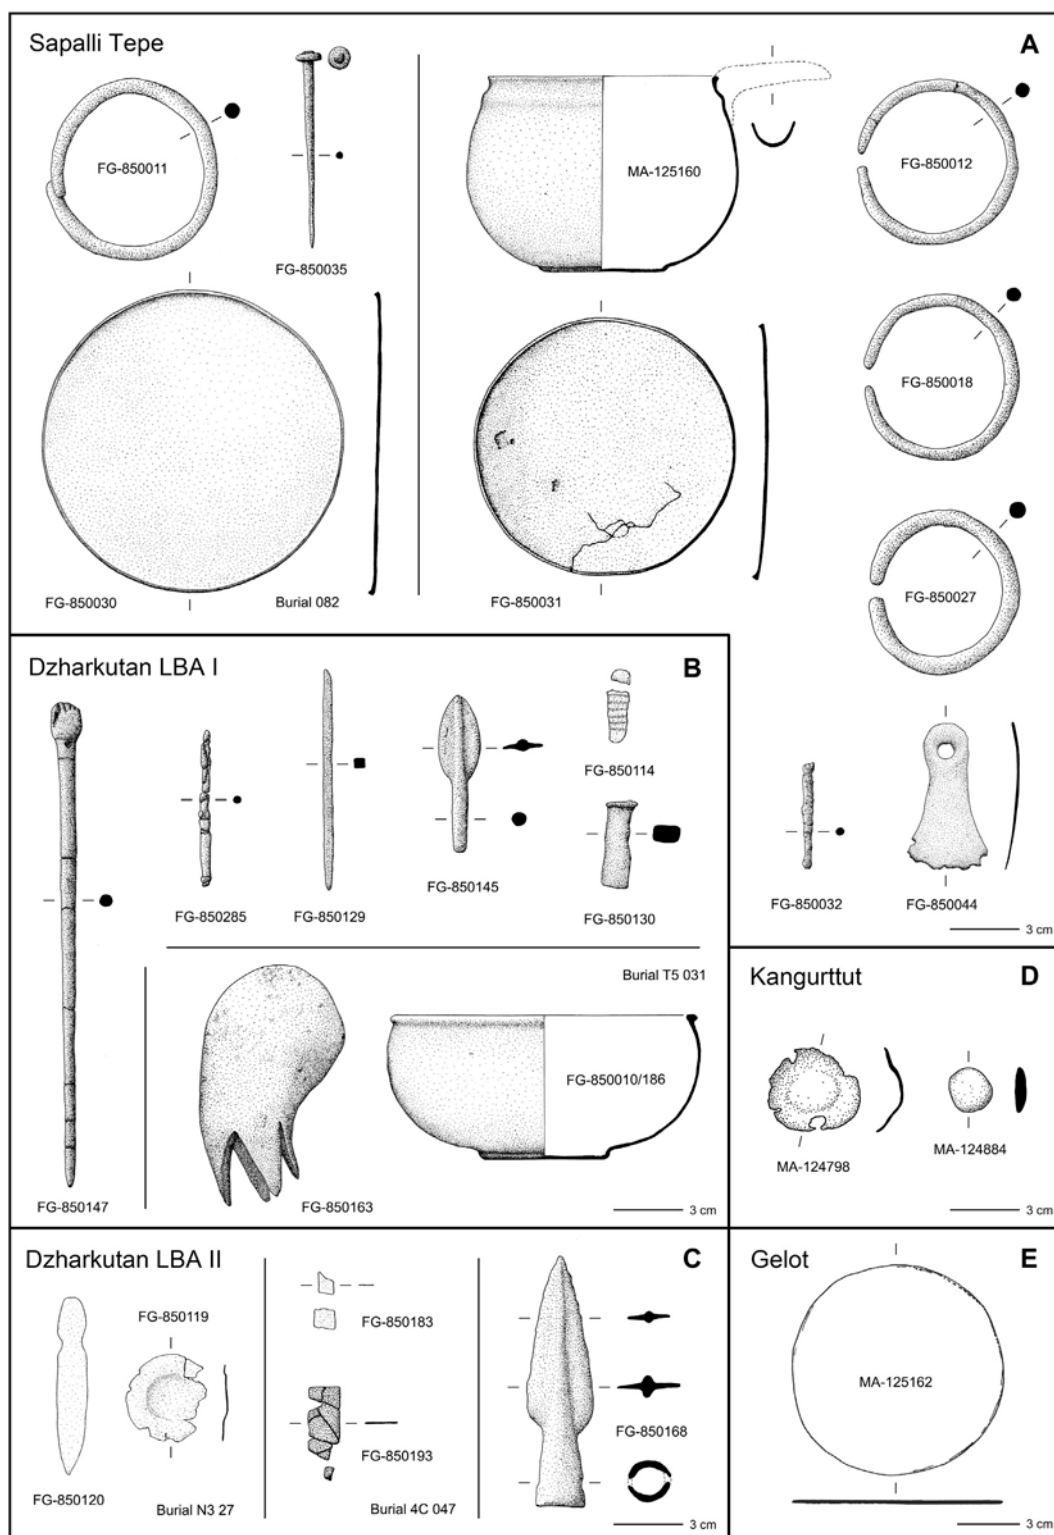 Sapalli Tepe
A
FG-850011
FG-850035
FG-850030
Burial 082
MA-125160
FG-850031
FG-850012
FG-850018
FG-850027
FG-850032
FG-850044
3 cm
Dzharkutan LBA I
B
FG-850147
FG-850285
FG-850129
FG-850145
FG-850114
FG-850130
Burial T5 031
FG-850163
FG-850010/186
3 cm
Dzharkutan LBA II
C
FG-850120
FG-850119
Burial N3 27
FG-850183
FG-850193
Burial 4C 047
FG-850168
3 cm
Kangurttut
D
MA-124798
MA-124884
3 cm
Gelot
E
MA-125162
3 cm